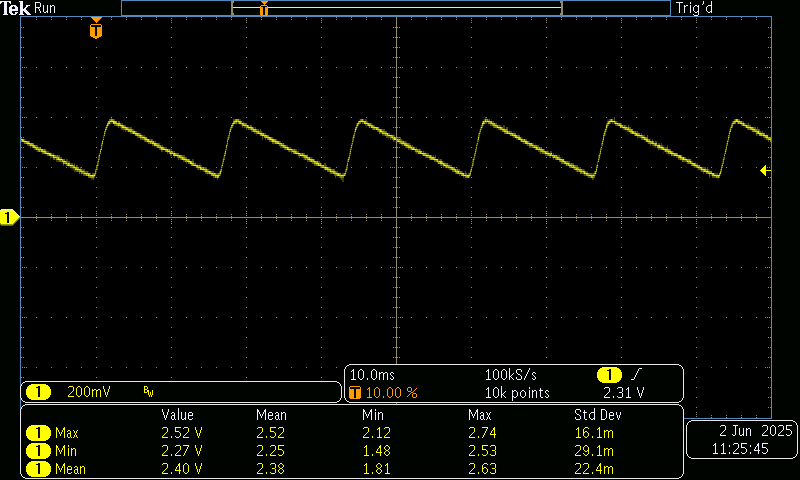 Tek Run Trig'd
T
T
1
1 200mV BW
10.0ms 100kS/s 1
T 10.00 % 10k points 2.31 V
Value Mean Min Max Std Dev
1 Max 2.52 V 2.52 2.12 2.74 16.1m
1 Min 2.27 V 2.25 1.48 2.53 29.1m
1 Mean 2.40 V 2.38 1.81 2.63 22.4m
2 Jun 2025
11:25:45